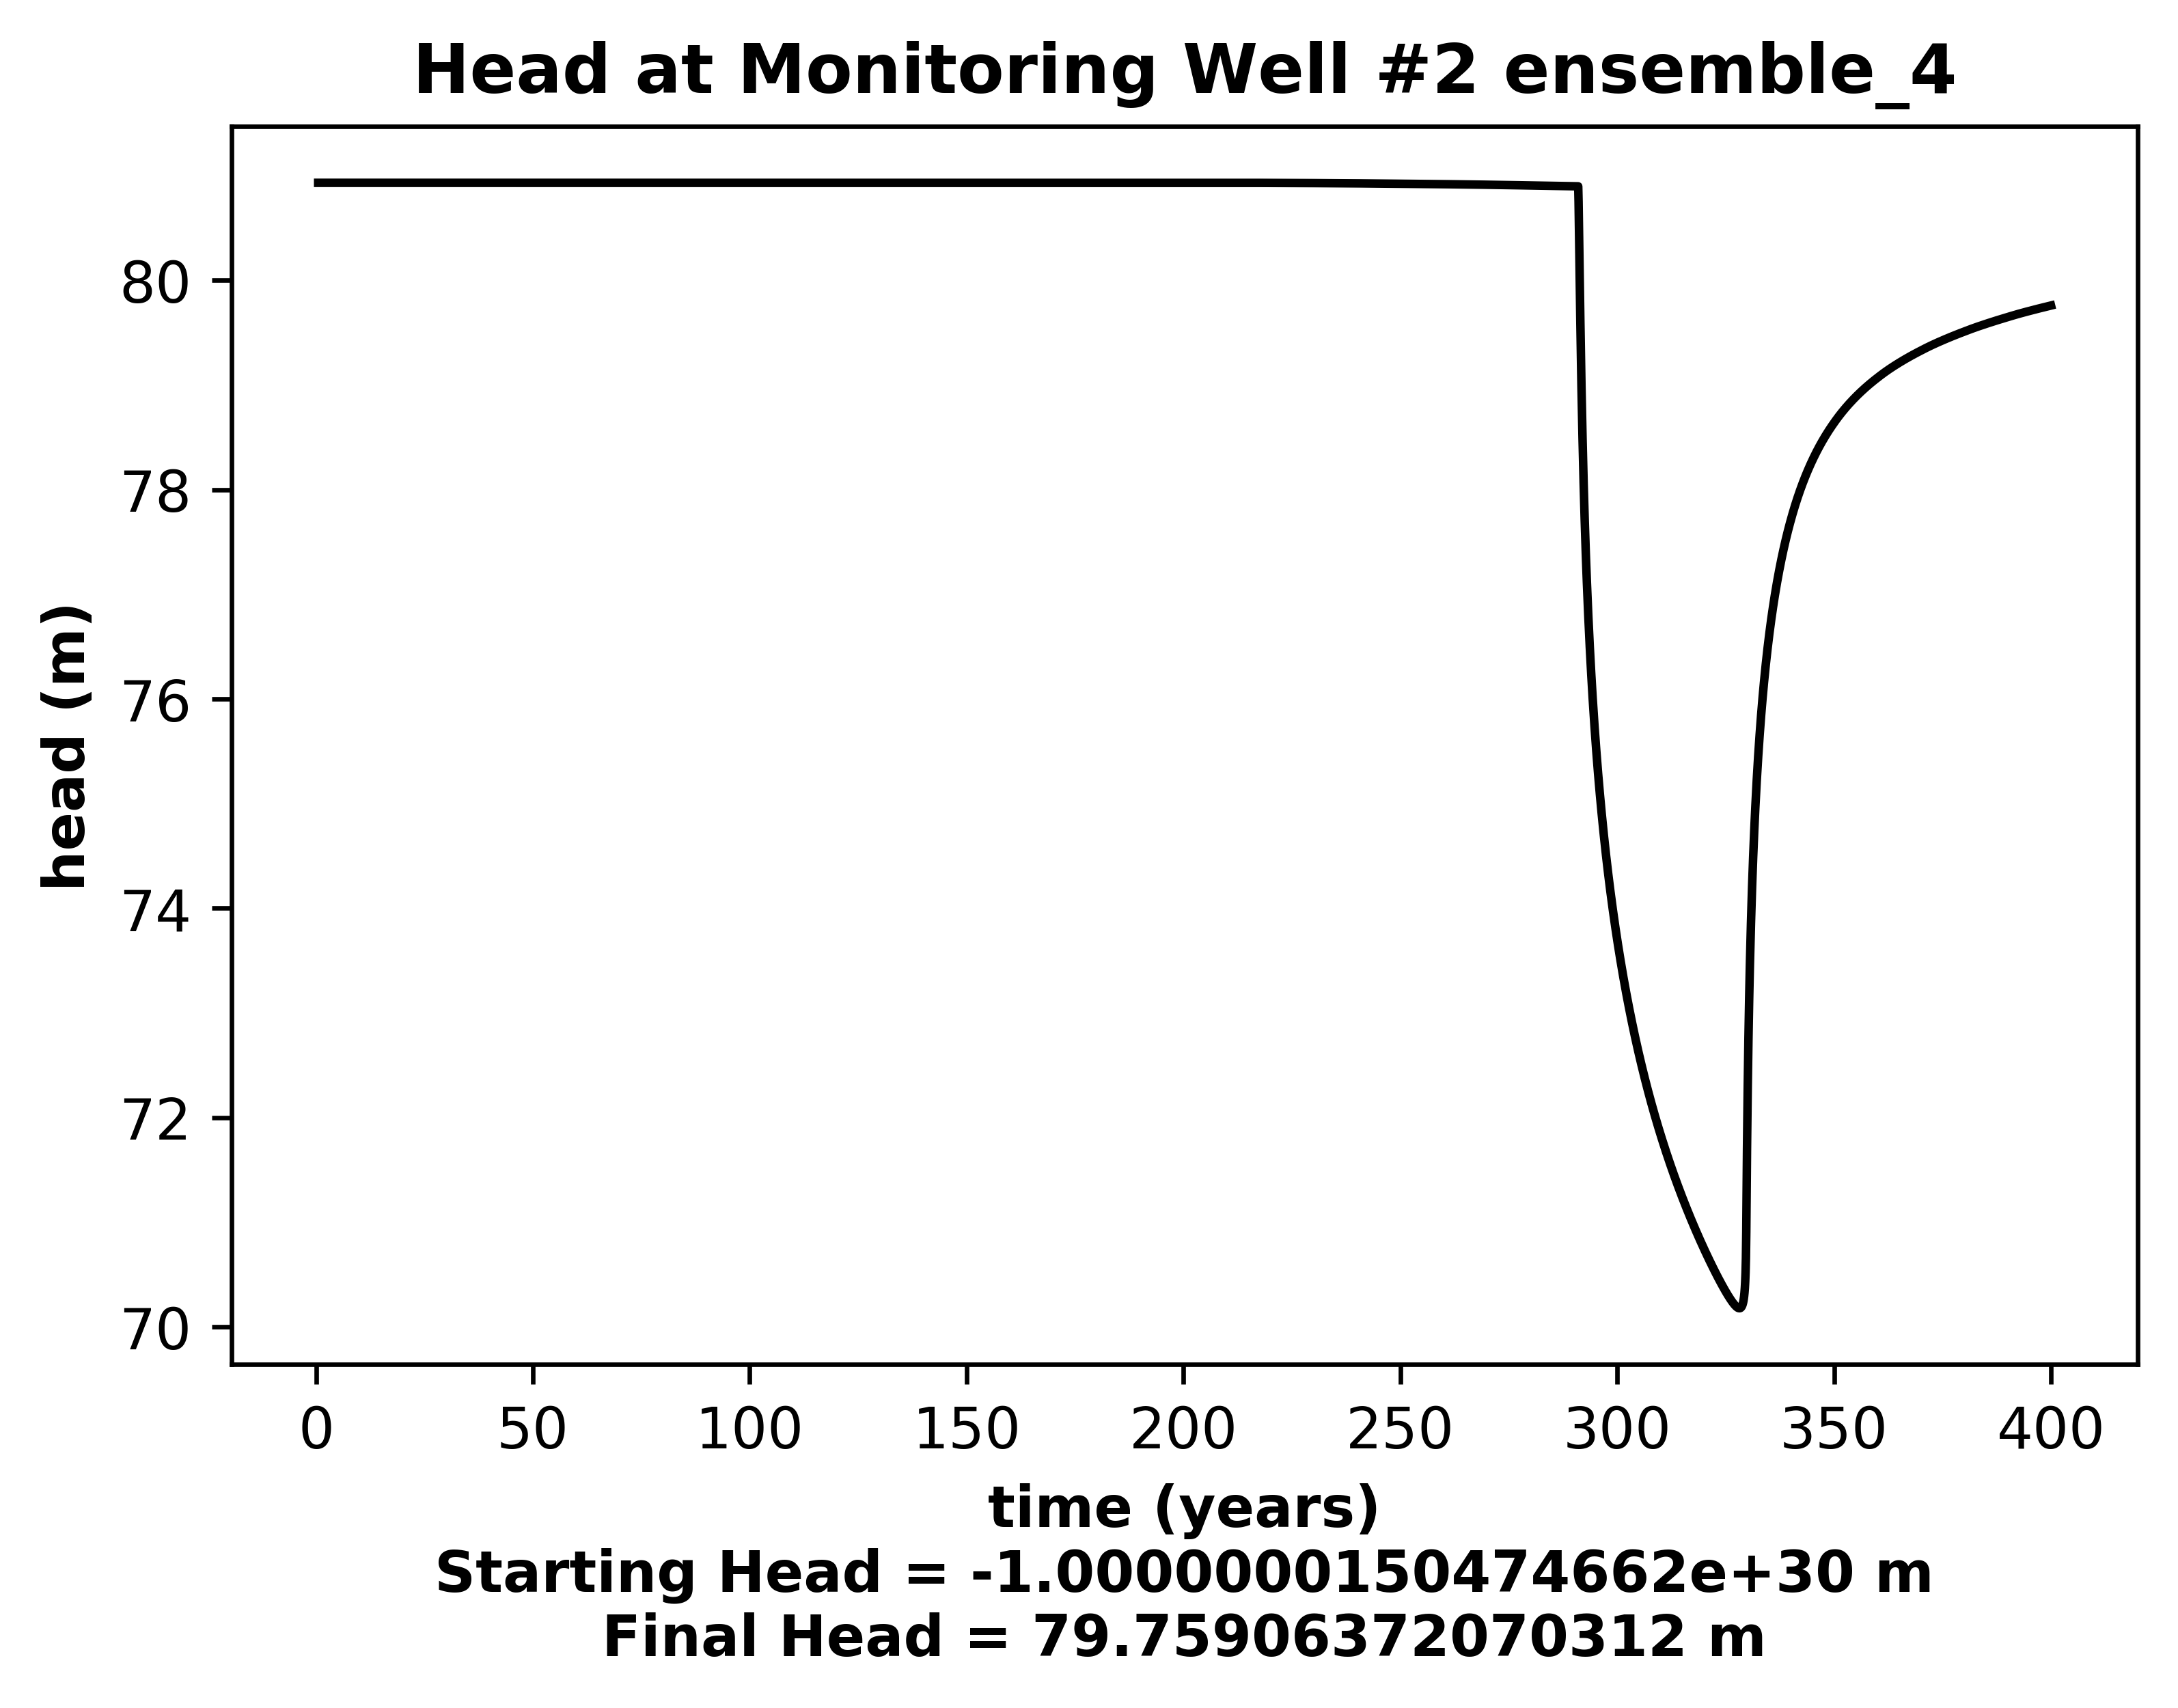 Head at Monitoring Well #2 ensemble_4
80
78
76
74
72
70
head (m)
0 50 100 150 200 250 300 350 400
time (years)
Starting Head = -1.0000000150474662e+30 m
Final Head = 79.75906372070312 m